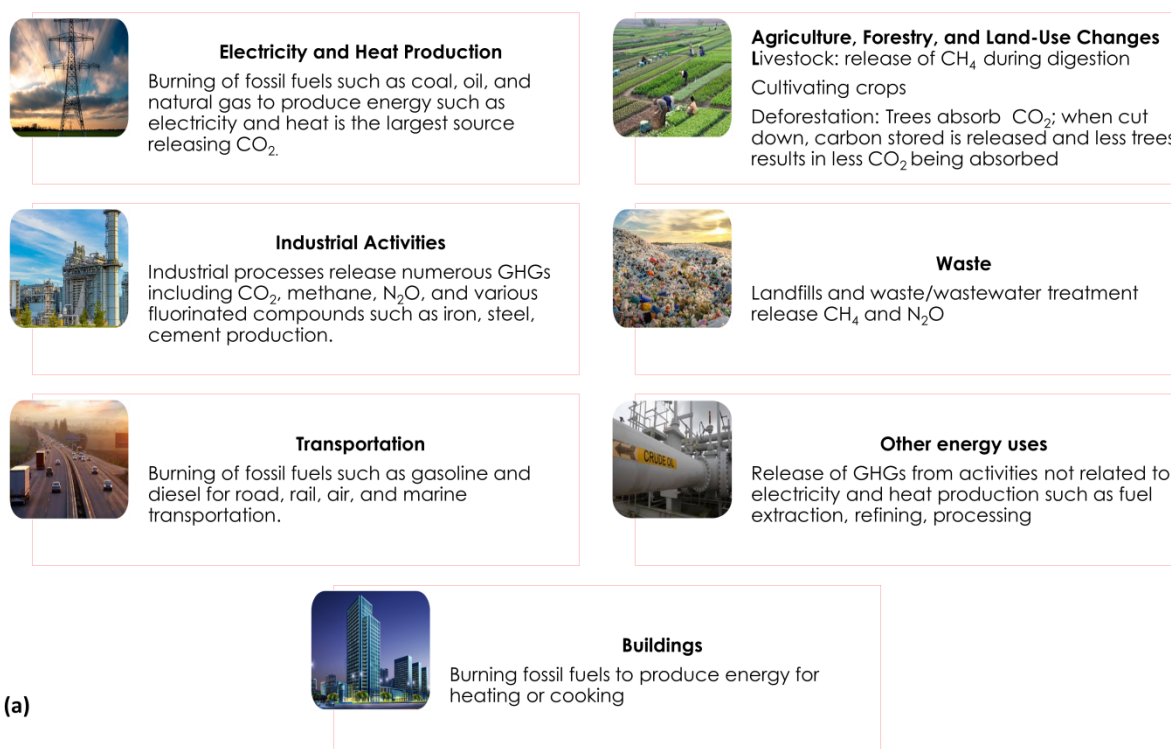 Electricity and Heat Production
Burning of fossil fuels such as coal, oil, and
natural gas to produce energy such as
electricity and heat is the largest source
releasing CO₂.
Agriculture, Forestry, and Land-Use Changes
Livestock: release of CH₄ during digestion
Cultivating crops
Deforestation: Trees absorb CO₂; when cut
down, carbon stored is released and less trees
results in less CO₂ being absorbed
Industrial Activities
Industrial processes release numerous GHGs
including CO₂, methane, N₂O, and various
fluorinated compounds such as iron, steel,
cement production.
Waste
Landfills and waste/wastewater treatment
release CH₄ and N₂O
Transportation
Burning of fossil fuels such as gasoline and
diesel for road, rail, air, and marine
transportation.
CRUDE OIL
Other energy uses
Release of GHGs from activities not related to
electricity and heat production such as fuel
extraction, refining, processing
Buildings
Burning fossil fuels to produce energy for
heating or cooking
(a)